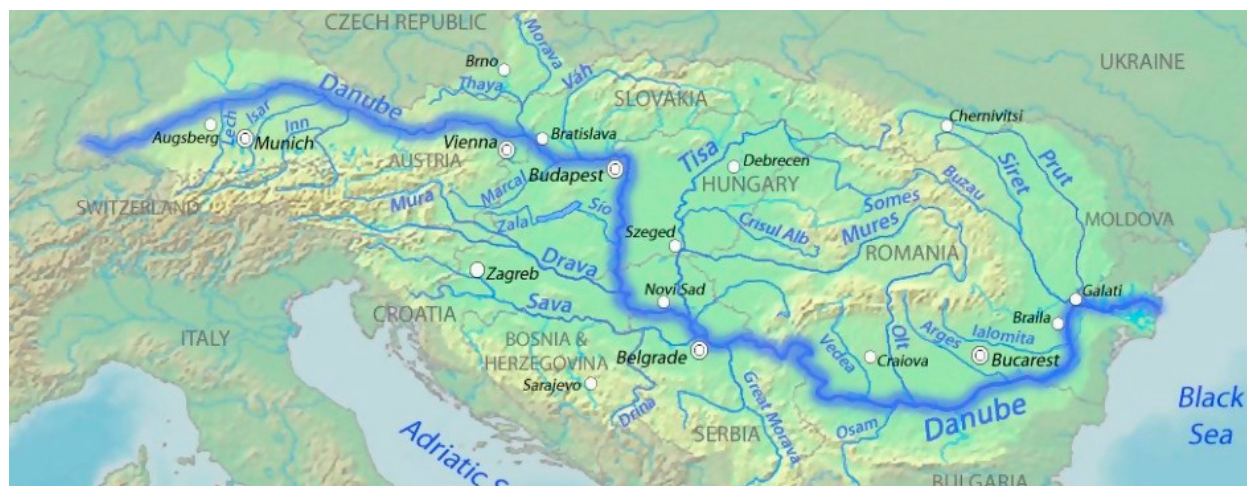 CZECH REPUBLIC
Morava
UKRAINE
Brno
Thaya
Váh
SLOVAKIA
Danube
Chernivitsi
Augsberg
Lech
Isar
Inn
Munich
Vienna
Bratislava
AUSTRIA
Budapest
Tisa
Debrecen
HUNGARY
Siret
Prut
Buzau
SWITZERLAND
Mura
Marcal
Zala
Sio
Somes
Mures
Crisul Alb
MOLDOVA
Szeged
ROMANIA
Drava
Zagreb
Sava
Novi Sad
Galati
CROATIA
Braila
ITALY
BOSNIA &
HERZEGOVINA
Belgrade
Vedea
Olt
Arges
Ialomita
Craiova
Bucarest
Sarajevo
Drina
Great Morava
SERBIA
Osam
Danube
Black
Sea
Adriatic S
BULGARIA